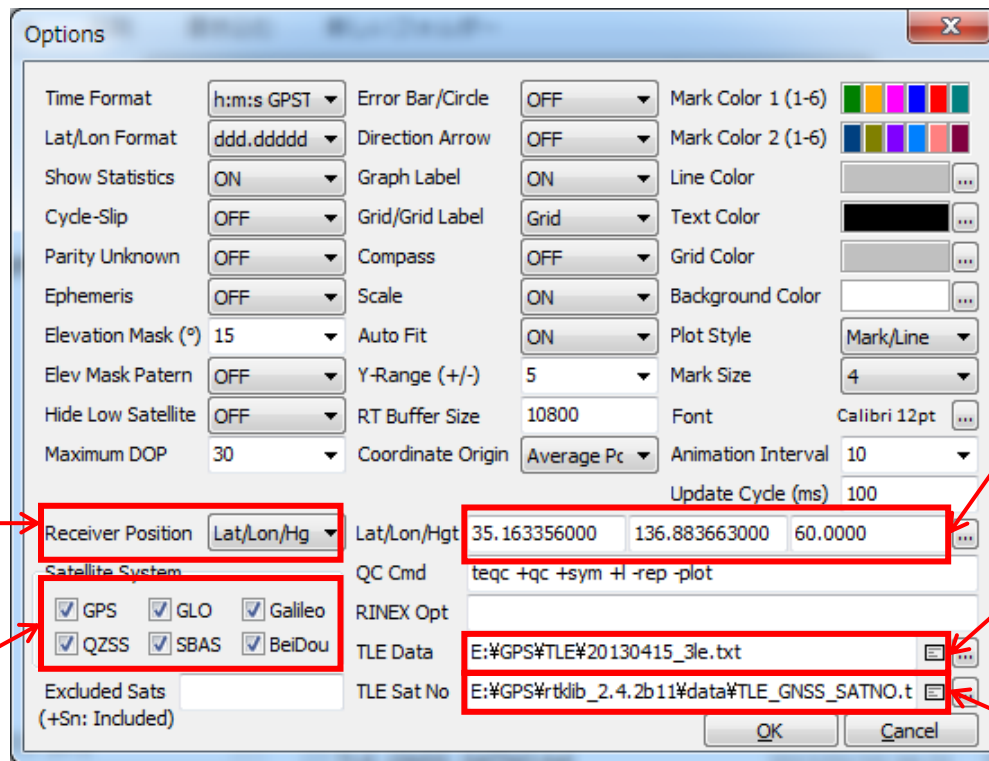 Options
Time Format h:m:s GPST Error Bar/Circle OFF Mark Color 1 (1-6)
Lat/Lon Format ddd.ddddd Direction Arrow OFF Mark Color 2 (1-6)
Show Statistics ON Graph Label ON Line Color ...
Cycle-Slip OFF Grid/Grid Label Grid Text Color ...
Parity Unknown OFF Compass OFF Grid Color ...
Ephemeris OFF Scale ON Background Color ...
Elevation Mask (°) 15 Auto Fit ON Plot Style Mark/Line
Elev Mask Patern OFF Y-Range (+/-) 5 Mark Size 4
Hide Low Satellite OFF RT Buffer Size 10800 Font Calibri 12pt ...
Maximum DOP 30 Coordinate Origin Average Pc Animation Interval 10
Update Cycle (ms) 100
Receiver Position Lat/Lon/Hg Lat/Lon/Hgt 35.163356000 136.883663000 60.0000 ...
Satellite System QC Cmd teqc +qc +sym +l -rep -plot
GPS GLO Galileo RINEX Opt
QZSS SBAS BeiDou TLE Data E:¥GPS¥TLE¥20130415_3le.txt ...
Excluded Sats TLE Sat No E:¥GPS¥rtklib_2.4.2b11¥data¥TLE_GNSS_SATNO.t ...
(+Sn: Included)
OK Cancel